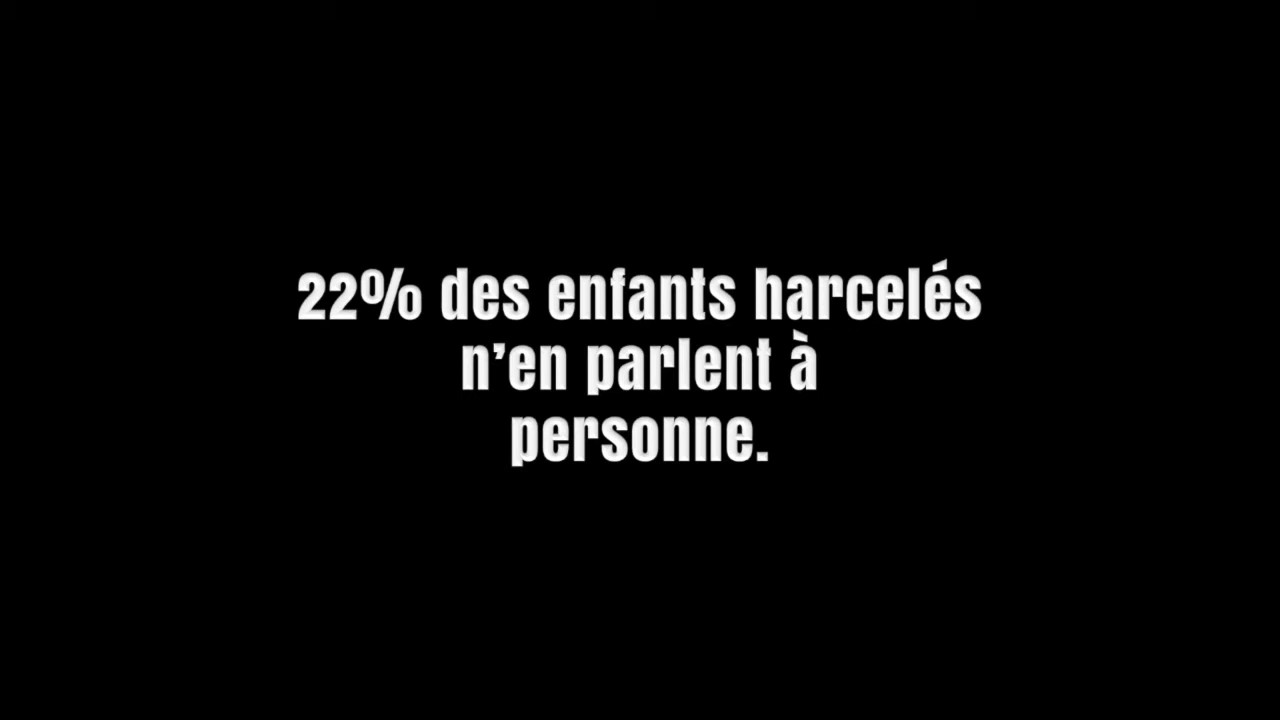 22% des enfants harcelés
n’en parlent à
personne.